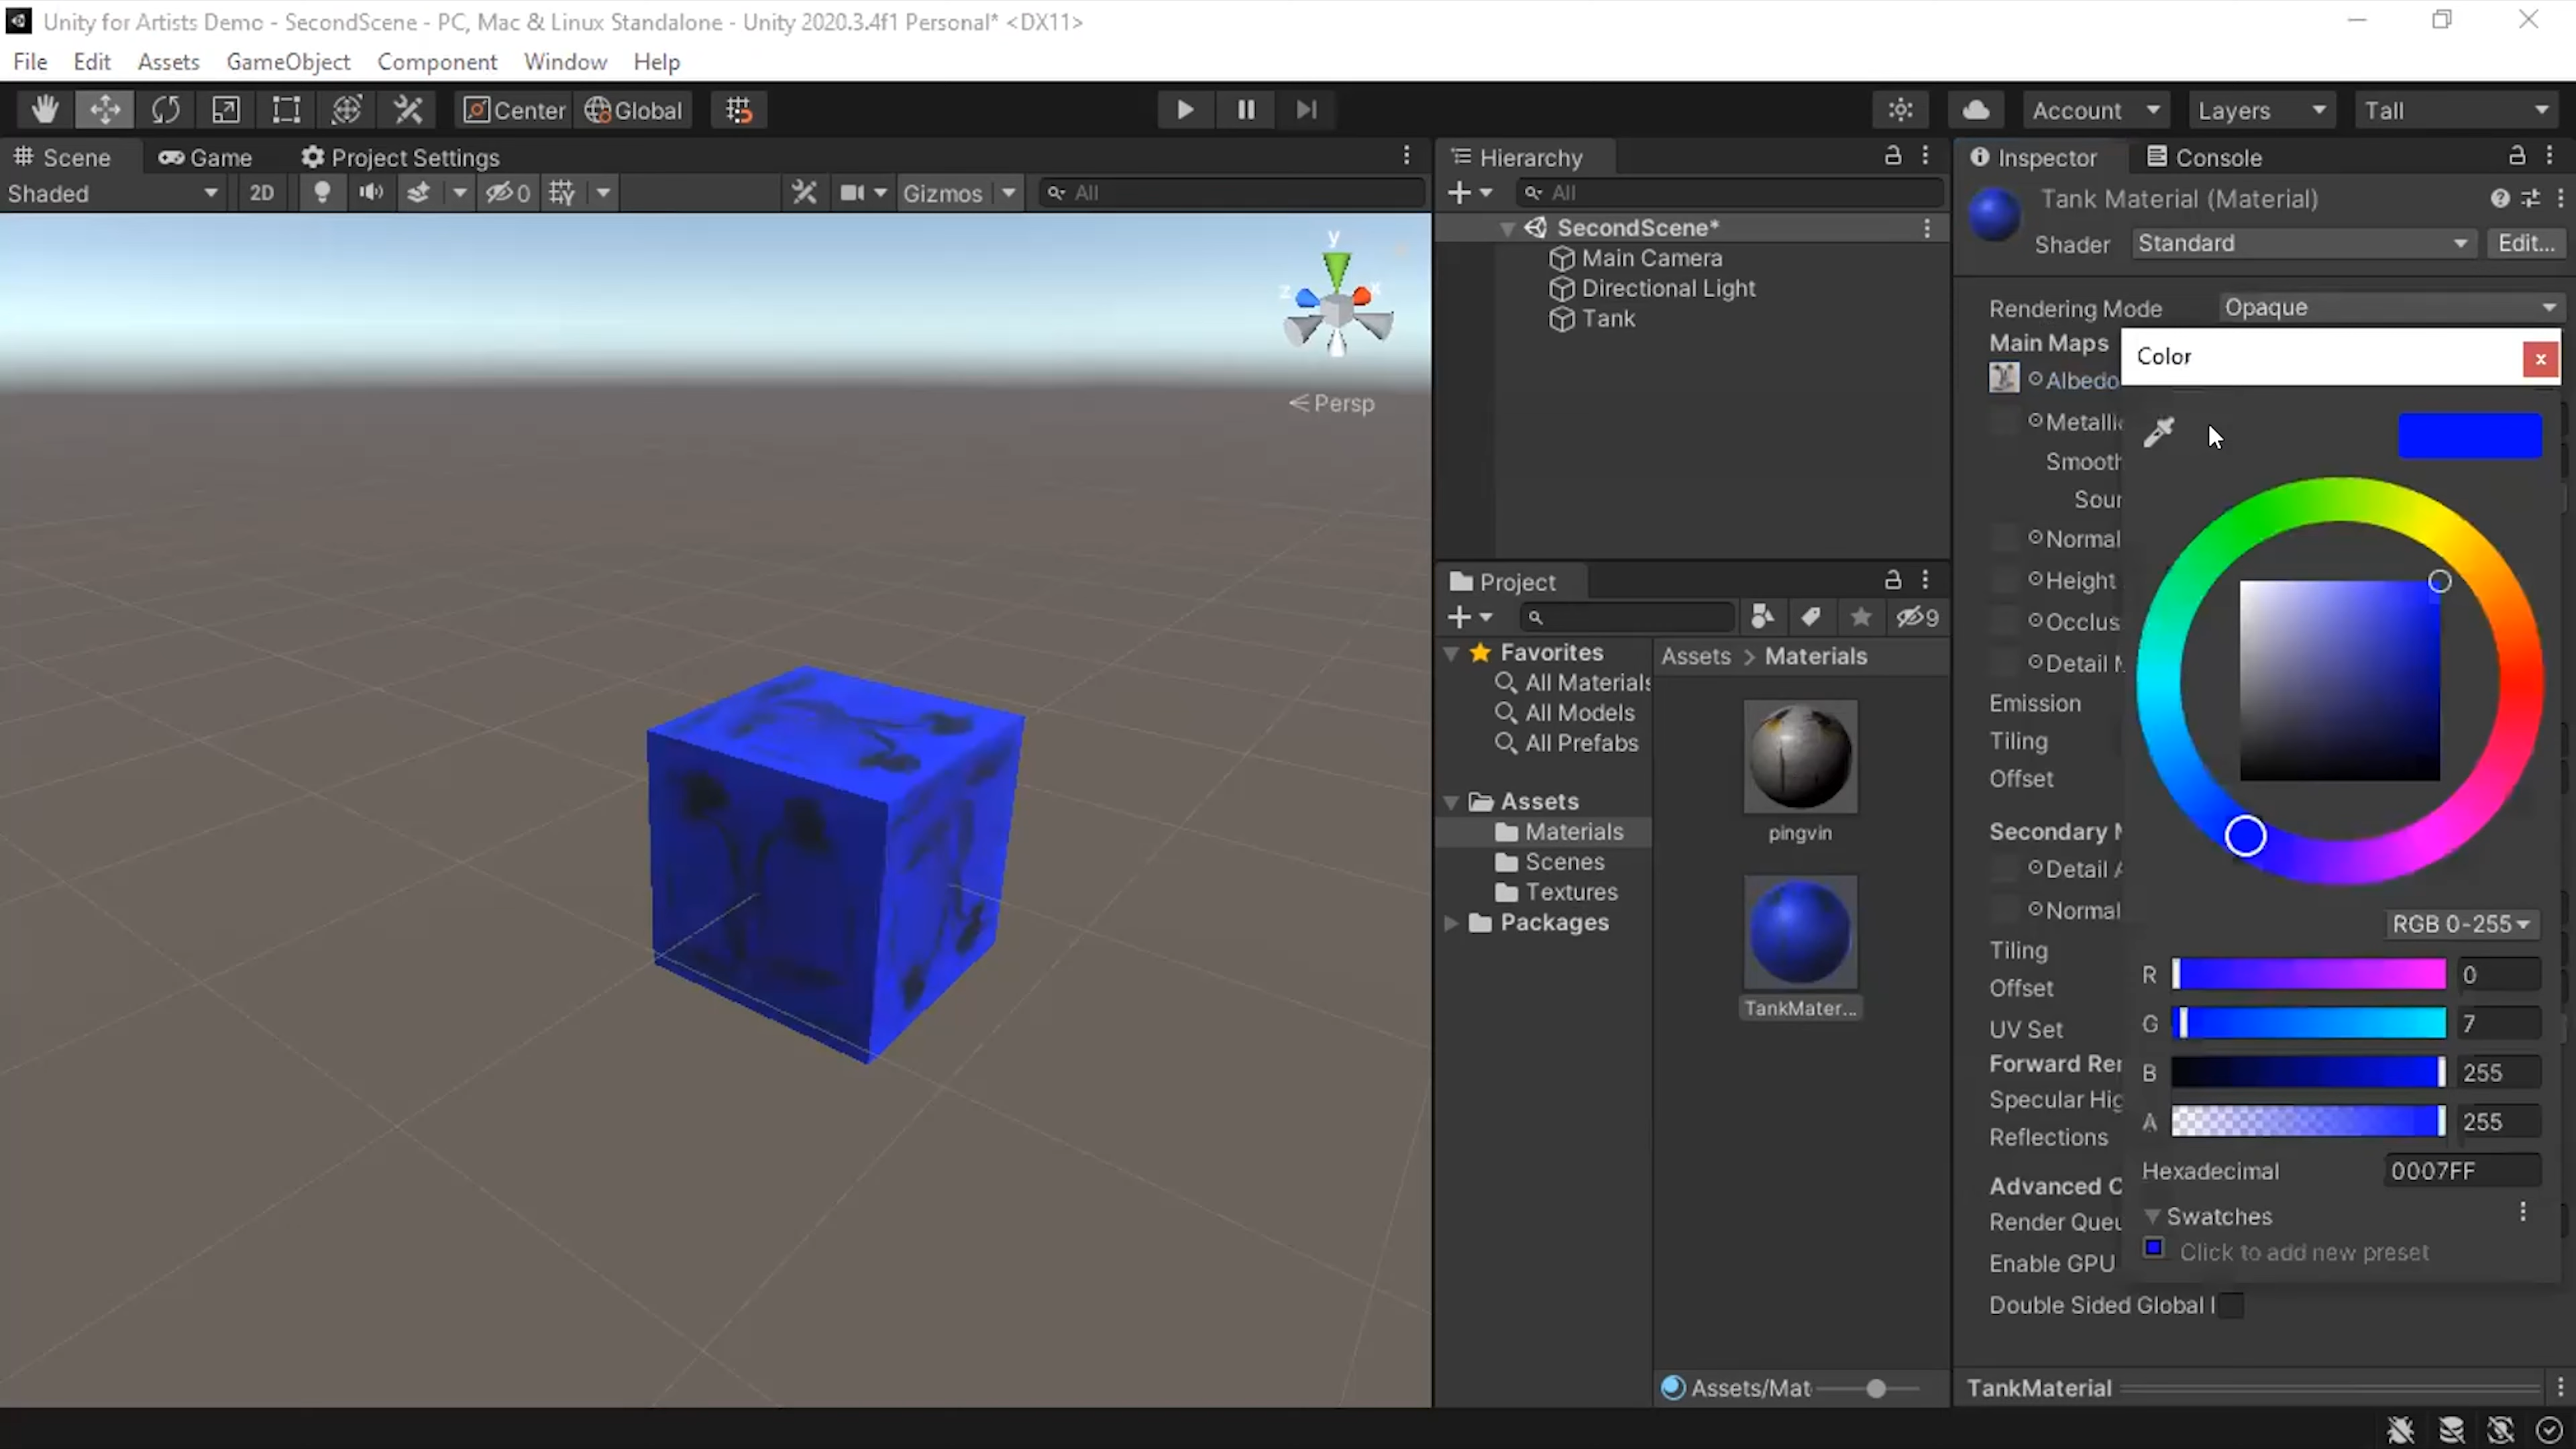 Unity for Artists Demo - SecondScene - PC, Mac & Linux Standalone - Unity 2020.3.4f1 Personal* <DX11>
File Edit Assets GameObject Component Window Help
Center Global Account Layers Tall
Scene Game Project Settings
Shaded 2D 0 Gizmos All
y
z x
Persp
Hierarchy
All
SecondScene*
Main Camera
Directional Light
Tank
Project
9
Favorites
All Materials
All Models
All Prefabs
Assets
Materials
Scenes
Textures
Packages
Assets > Materials
pingvin
TankMater...
Assets/Mat
Inspector Console
Tank Material (Material)
Shader Standard Edit...
Rendering Mode Opaque
Main Maps
Albedo
Metallic
Smooth
Sour
Normal
Height
Occlus
Detail M
Emission
Tiling
Offset
Secondary M
Detail A
Normal
Tiling
Offset
UV Set
Forward Rer
Specular Hig
Reflections
Advanced O
Render Queu
Enable GPU
Double Sided Global I
TankMaterial
Color
x
RGB 0-255
R 0
G 7
B 255
A 255
Hexadecimal 0007FF
Swatches
Click to add new preset